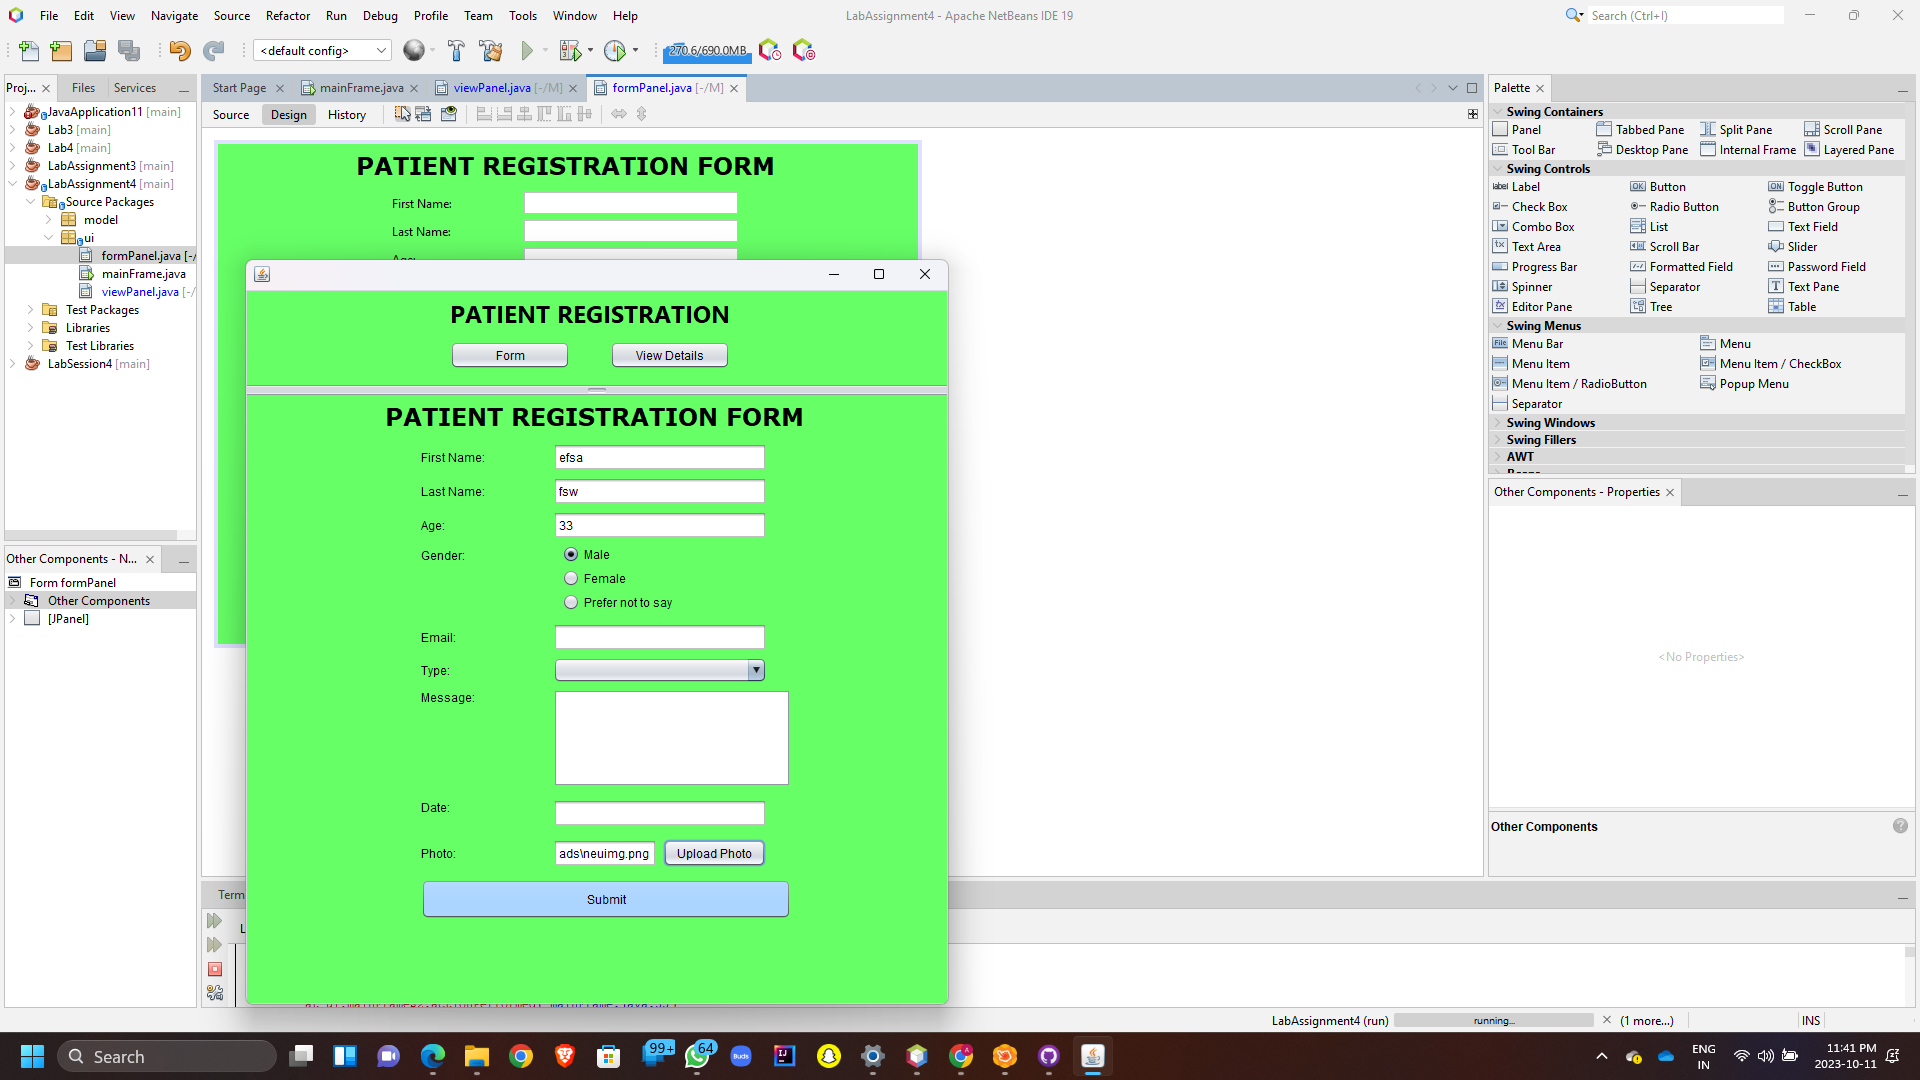 File Edit View Navigate Source Refactor Run Debug Profile Team Tools Window Help
LabAssignment4 - Apache NetBeans IDE 19
Search (Ctrl+I)
<default config>
270.6/690.0MB
Proj... Files Services
Start Page mainFrame.java viewPanel.java [-/M] formPanel.java [-/M]
Palette
Source Design History
JavaApplication11 [main]
Lab3 [main]
Lab4 [main]
LabAssignment3 [main]
LabAssignment4 [main]
Source Packages
model
ui
formPanel.java [-/
mainFrame.java
viewPanel.java [-/
Test Packages
Libraries
Test Libraries
LabSession4 [main]
Other Components - N...
Form formPanel
Other Components
[JPanel]
PATIENT REGISTRATION FORM
First Name:
Last Name:
PATIENT REGISTRATION
Form View Details
PATIENT REGISTRATION FORM
First Name: efsa
Last Name: fsw
Age: 33
Gender: Male
Female
Prefer not to say
Email:
Type:
Message:
Date:
Photo: ads\neuimg.png Upload Photo
Submit
Swing Containers
Panel Tabbed Pane Split Pane Scroll Pane
Tool Bar Desktop Pane Internal Frame Layered Pane
Swing Controls
label Label OK Button ON Toggle Button
Check Box Radio Button Button Group
Combo Box List Text Field
Text Area Scroll Bar Slider
Progress Bar Formatted Field Password Field
Spinner Separator Text Pane
Editor Pane Tree Table
Swing Menus
File Menu Bar Menu
Menu Item Menu Item / CheckBox
Menu Item / RadioButton Popup Menu
Separator
Swing Windows
Swing Fillers
AWT
Other Components - Properties
<No Properties>
Other Components
Term
L
LabAssignment4 (run) running... (1 more...) INS
Search
99+ 64
Buds
ENG
IN
11:41 PM
2023-10-11